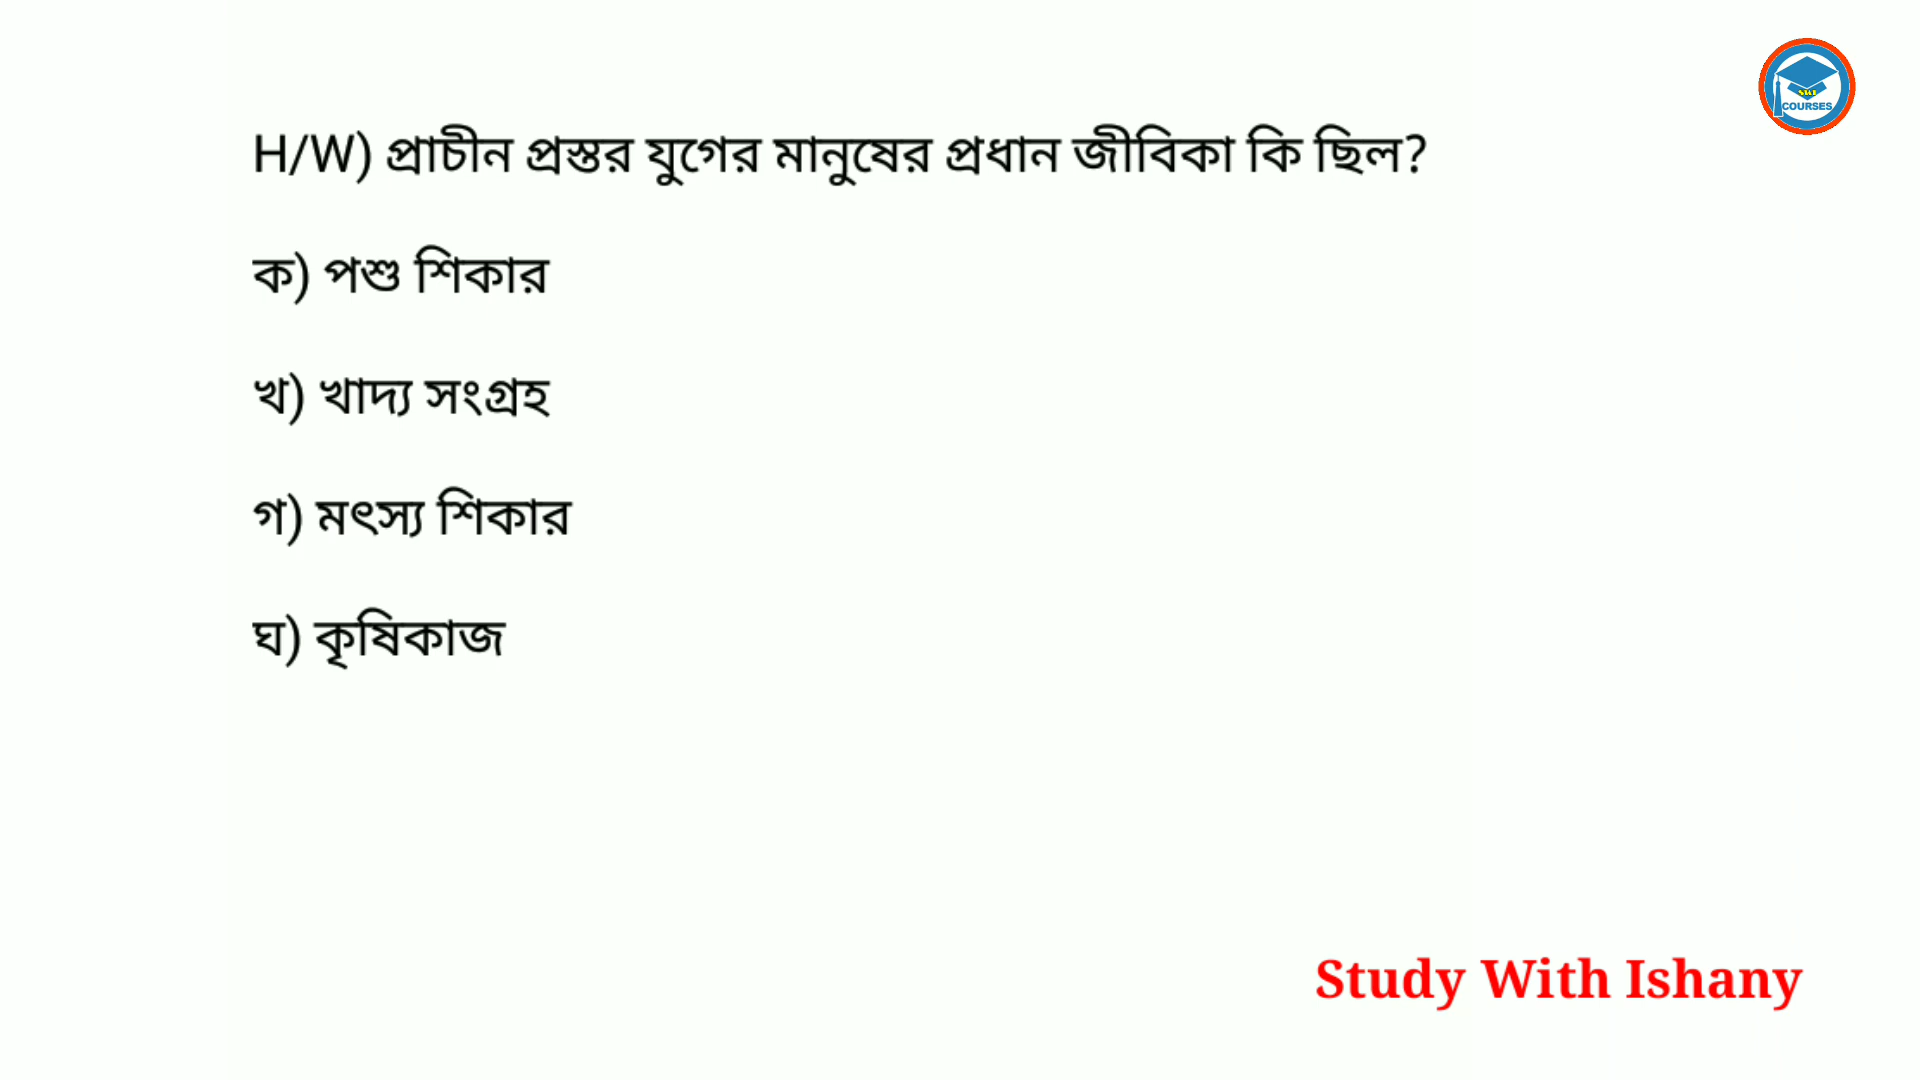 COURSES
H/W) প্রাচীন প্রস্তর যুগের মানুষের প্রধান জীবিকা কি ছিল?
ক) পশু শিকার
খ) খাদ্য সংগ্রহ
গ) মৎস্য শিকার
ঘ) কৃষিকাজ
Study With Ishany